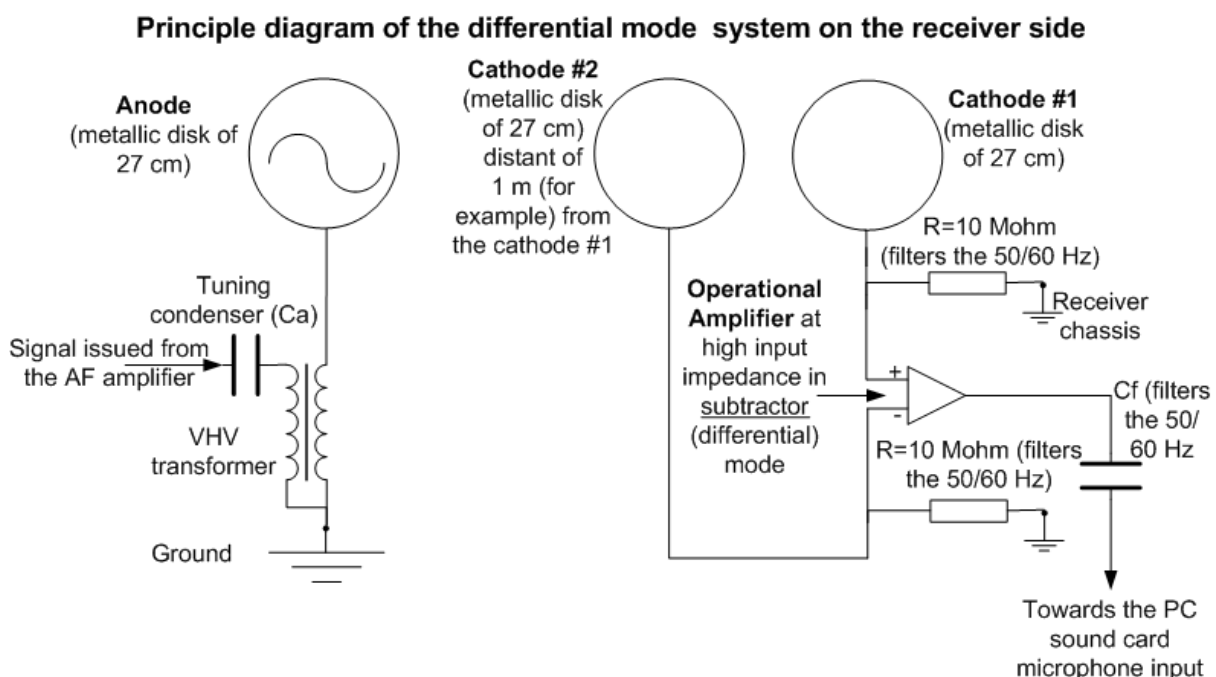 Principle diagram of the differential mode system on the receiver side
Anode
(metallic disk of
27 cm)
Cathode #2
(metallic disk
of 27 cm)
distant of
1 m (for
example) from
the cathode #1
Cathode #1
(metallic disk
of 27 cm)
R=10 Mohm
(filters the 50/60 Hz)
Receiver
chassis
Tuning
condenser (Ca)
Signal issued from
the AF amplifier
VHV
transformer
Ground
Operational
Amplifier at
high input
impedance in
subtractor
(differential)
mode
+
-
R=10 Mohm (filters
the 50/60 Hz)
Cf (filters
the 50/
60 Hz
Towards the PC
sound card
microphone input